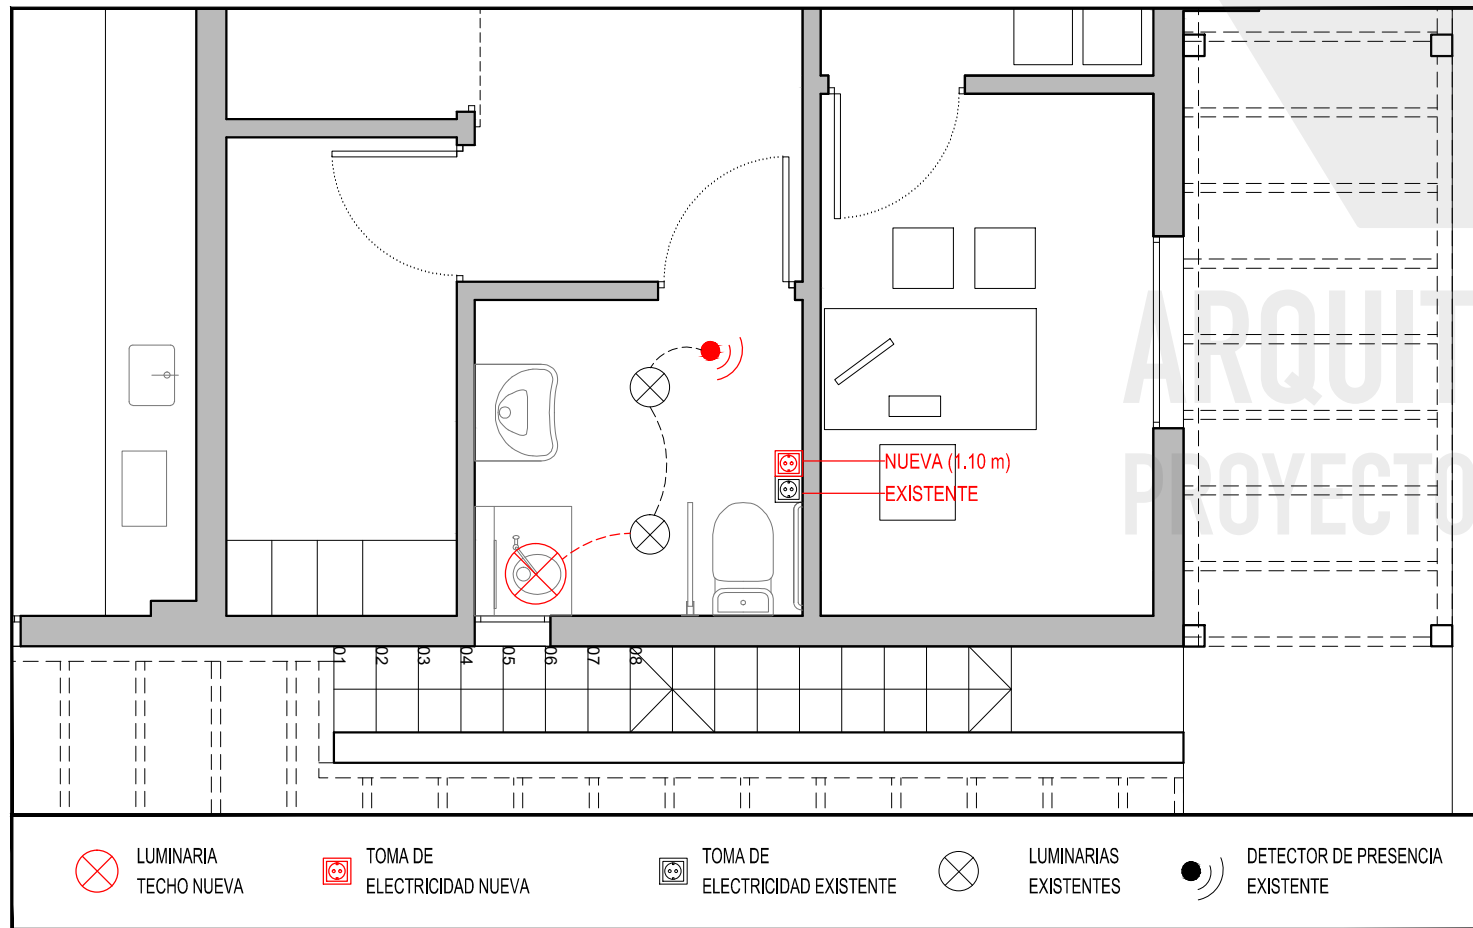 ARQUIT
PROYECTO
NUEVA (1.10 m)
EXISTENTE
01
02
03
04
05
06
07
08
LUMINARIA
TECHO NUEVA
TOMA DE
ELECTRICIDAD NUEVA
TOMA DE
ELECTRICIDAD EXISTENTE
LUMINARIAS
EXISTENTES
DETECTOR DE PRESENCIA
EXISTENTE